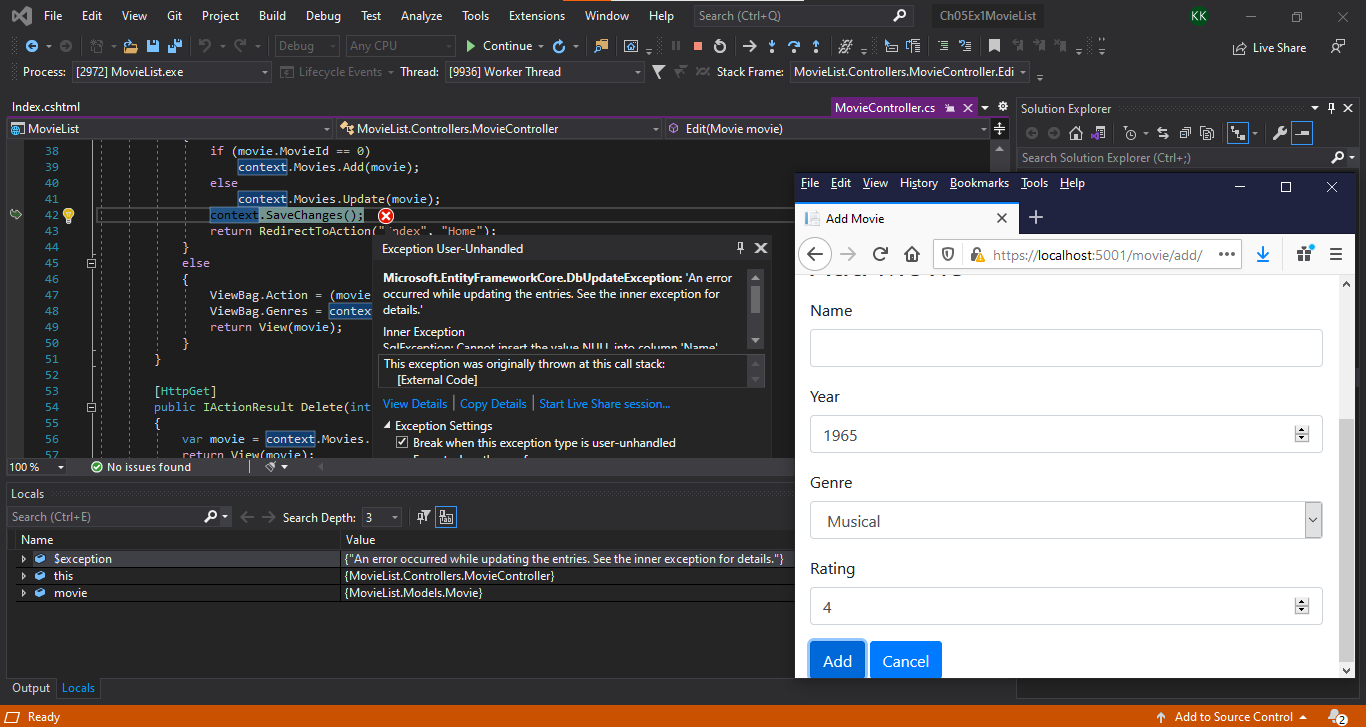 File Edit View Git Project Build Debug Test Analyze Tools Extensions Window Help Search (Ctrl+Q) Ch05Ex1MovieList KK
Debug Any CPU Continue Live Share
Process: [2972] MovieList.exe Lifecycle Events Thread: [9936] Worker Thread Stack Frame: MovieList.Controllers.MovieController.Edi
Index.cshtml MovieController.cs
MovieList MovieList.Controllers.MovieController Edit(Movie movie)
38 if (movie.MovieId == 0)
39 context.Movies.Add(movie);
40 else
41 context.Movies.Update(movie);
42 context.SaveChanges();
43 return RedirectToAction("Index", "Home");
44 }
45 else
46 {
47 ViewBag.Action = (movie
48 ViewBag.Genres = contex
49 return View(movie);
50 }
51 }
52
53 [HttpGet]
54 public IActionResult Delete(int
55 {
56 var movie = context.Movies.
57 return View(movie);
100 % No issues found
Exception User-Unhandled
Microsoft.EntityFrameworkCore.DbUpdateException: 'An error
occurred while updating the entries. See the inner exception for
details.'
Inner Exception
SqlException: Cannot insert the value NULL into column 'Name'
This exception was originally thrown at this call stack:
[External Code]
View Details | Copy Details | Start Live Share session...
Exception Settings
Break when this exception type is user-unhandled
Locals
Search (Ctrl+E) Search Depth: 3
Name Value
$exception {"An error occurred while updating the entries. See the inner exception for details."}
this {MovieList.Controllers.MovieController}
movie {MovieList.Models.Movie}
Output Locals
Ready Add to Source Control 2
Solution Explorer
Search Solution Explorer (Ctrl+;)
File Edit View History Bookmarks Tools Help
Add Movie
https://localhost:5001/movie/add/
Name
Year
1965
Genre
Musical
Rating
4
Add Cancel